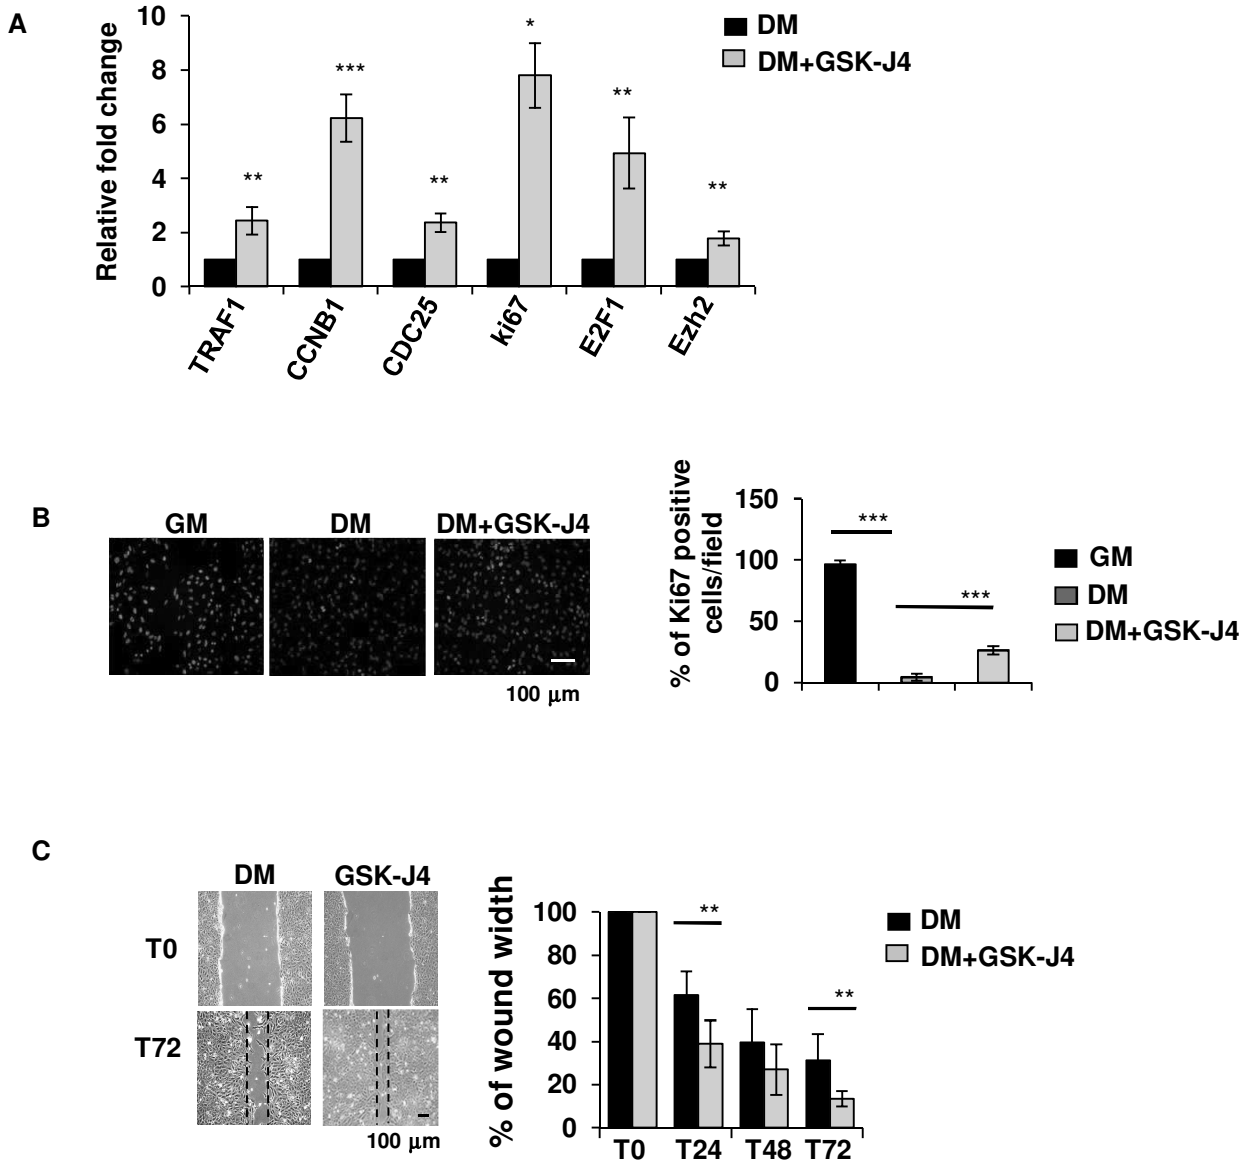 A
Relative fold change
10
8
6
4
2
0
***
*
**
**
**
**
TRAF1
CCNB1
CDC25
ki67
E2F1
Ezh2
DM
DM+GSK-J4
B
GM
DM
DM+GSK-J4
100 μm
% of Ki67 positive
cells/field
150
100
50
0
***
***
GM
DM
DM+GSK-J4
C
DM
GSK-J4
T0
T72
100 μm
% of wound width
100
80
60
40
20
0
**
**
T0
T24
T48
T72
DM
DM+GSK-J4